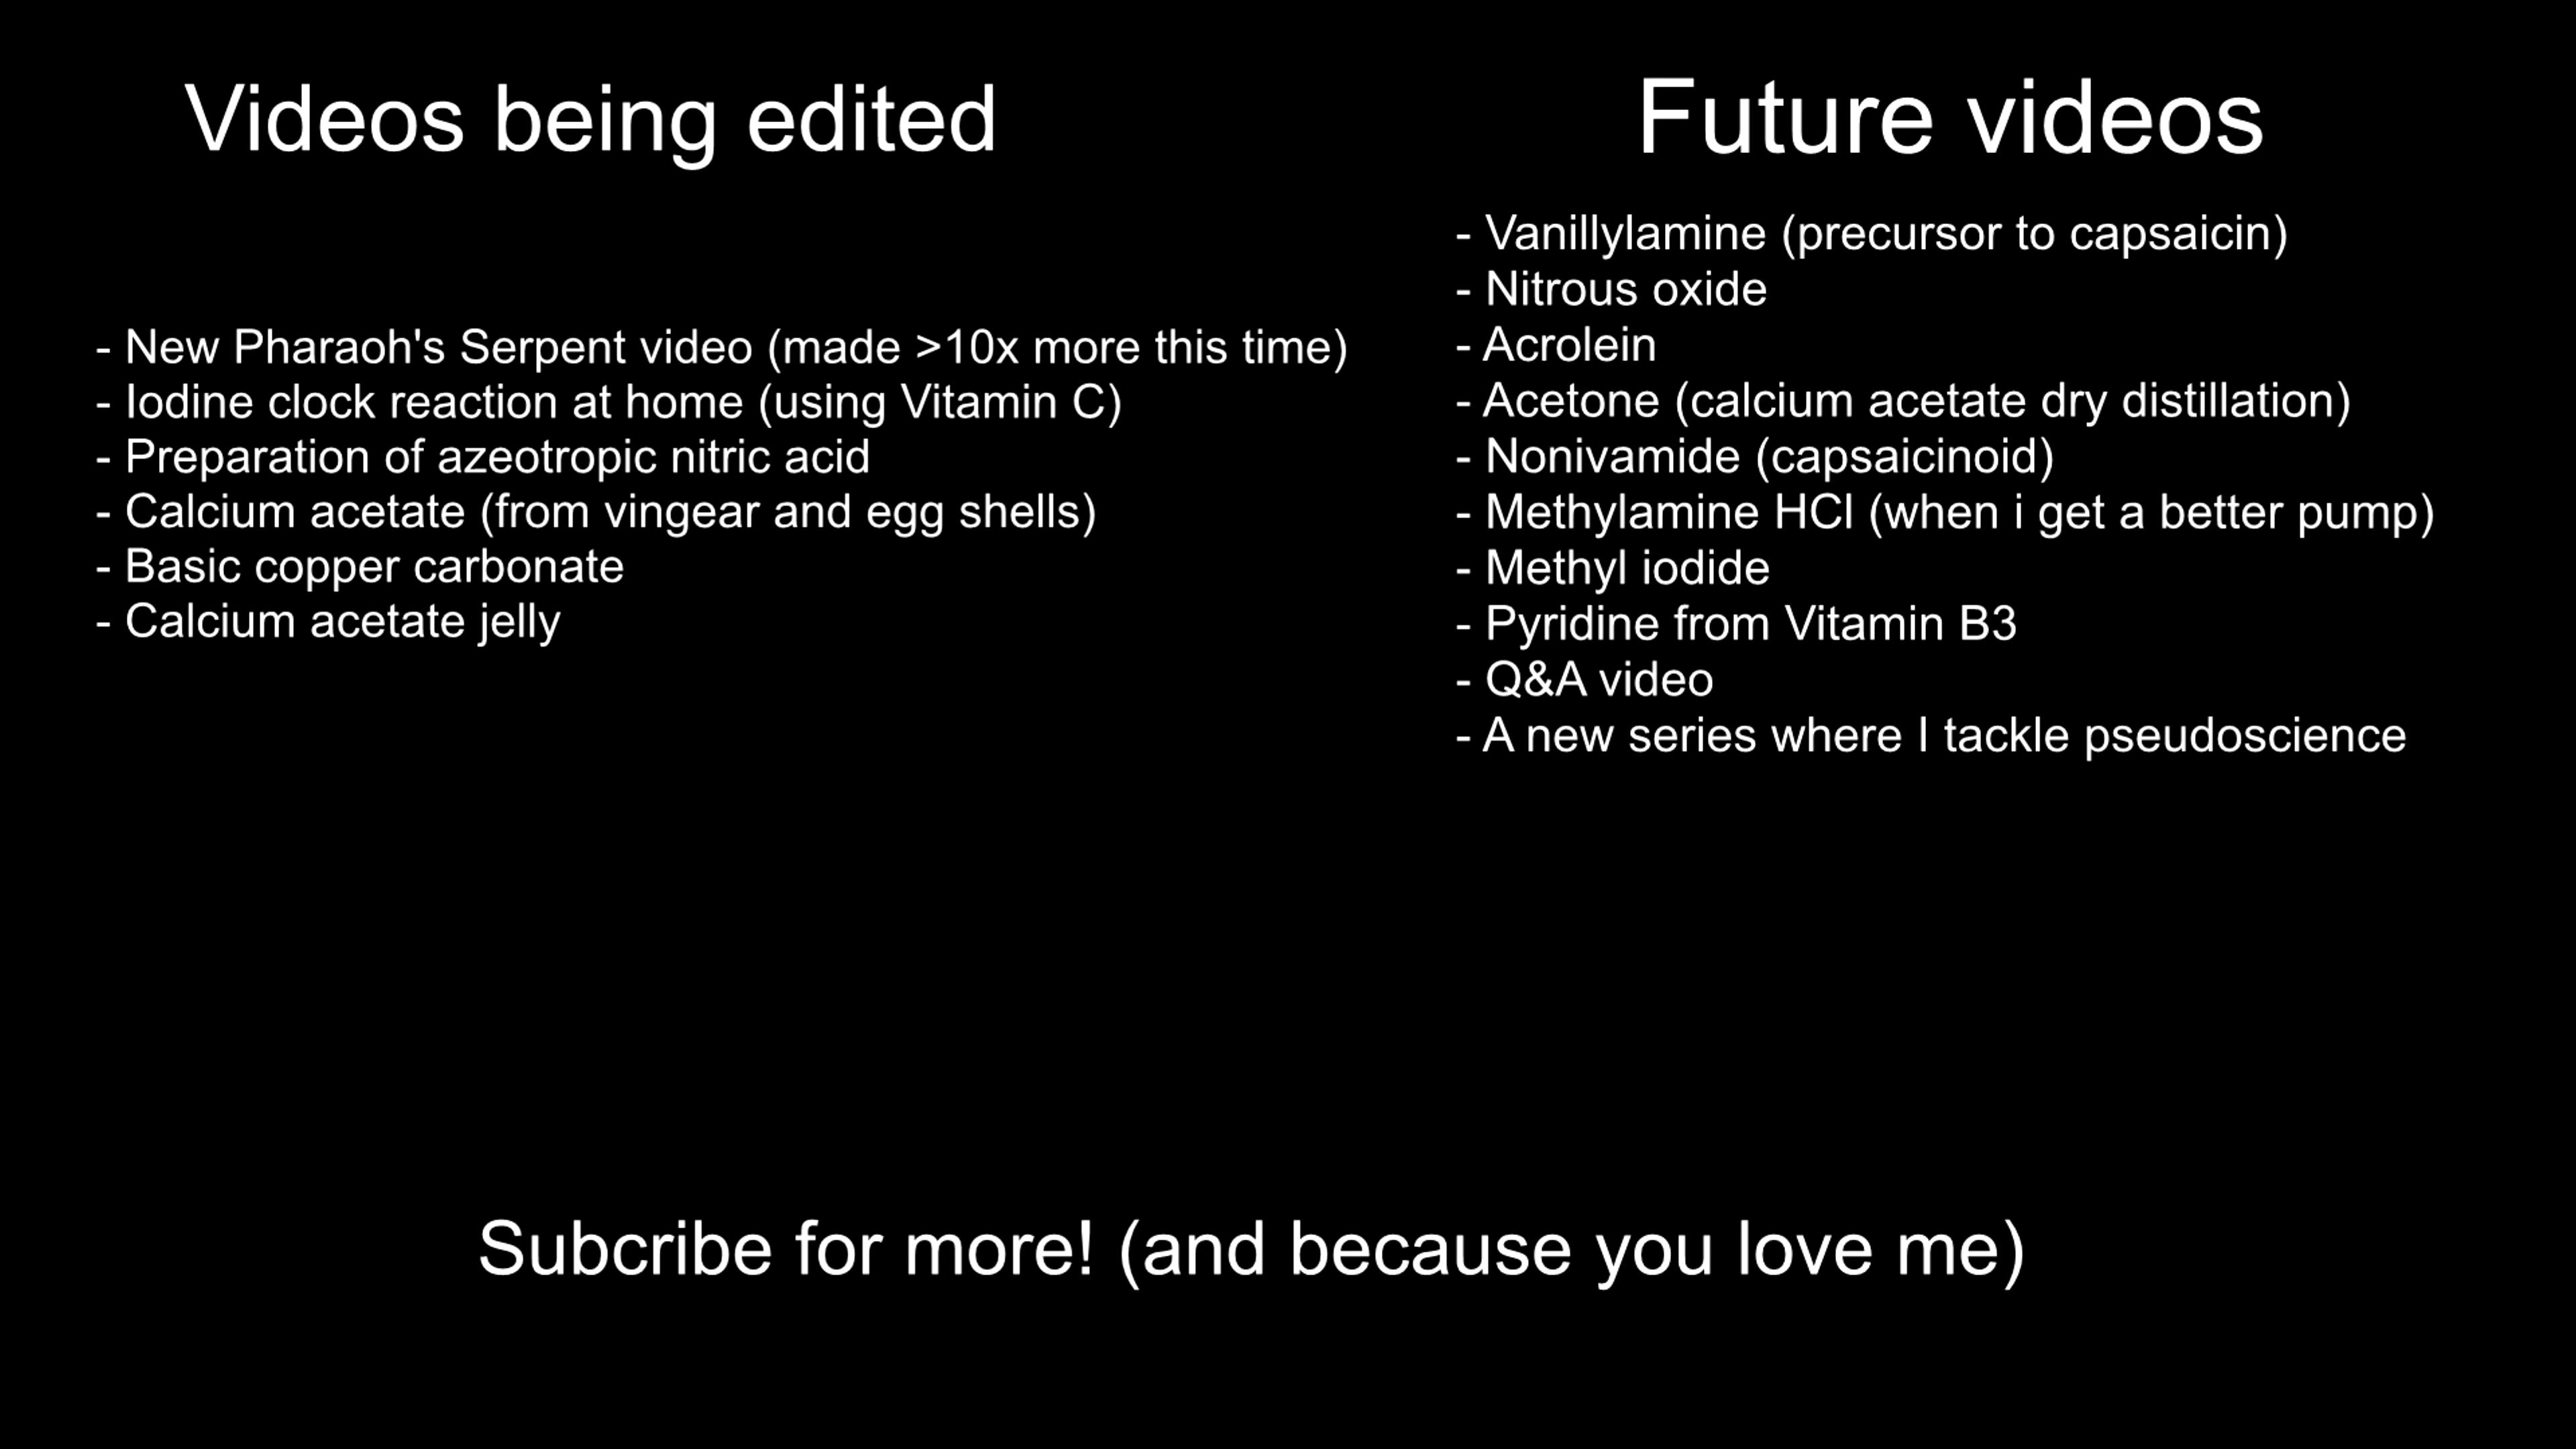 Videos being edited
- New Pharaoh's Serpent video (made >10x more this time)
- Iodine clock reaction at home (using Vitamin C)
- Preparation of azeotropic nitric acid
- Calcium acetate (from vingear and egg shells)
- Basic copper carbonate
- Calcium acetate jelly
Future videos
- Vanillylamine (precursor to capsaicin)
- Nitrous oxide
- Acrolein
- Acetone (calcium acetate dry distillation)
- Nonivamide (capsaicinoid)
- Methylamine HCl (when i get a better pump)
- Methyl iodide
- Pyridine from Vitamin B3
- Q&A video
- A new series where I tackle pseudoscience
Subcribe for more! (and because you love me)